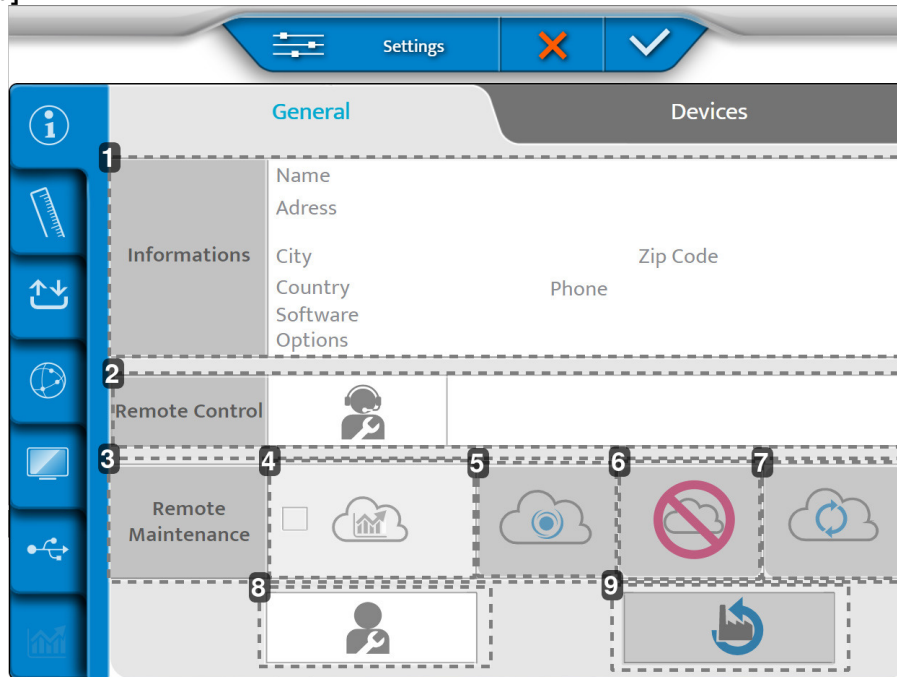 ]
Settings
General
Devices
1
Informations
Name
Adress
City
Zip Code
Country
Phone
Software
Options
2
Remote Control
3
Remote
Maintenance
4
5
6
7
8
9